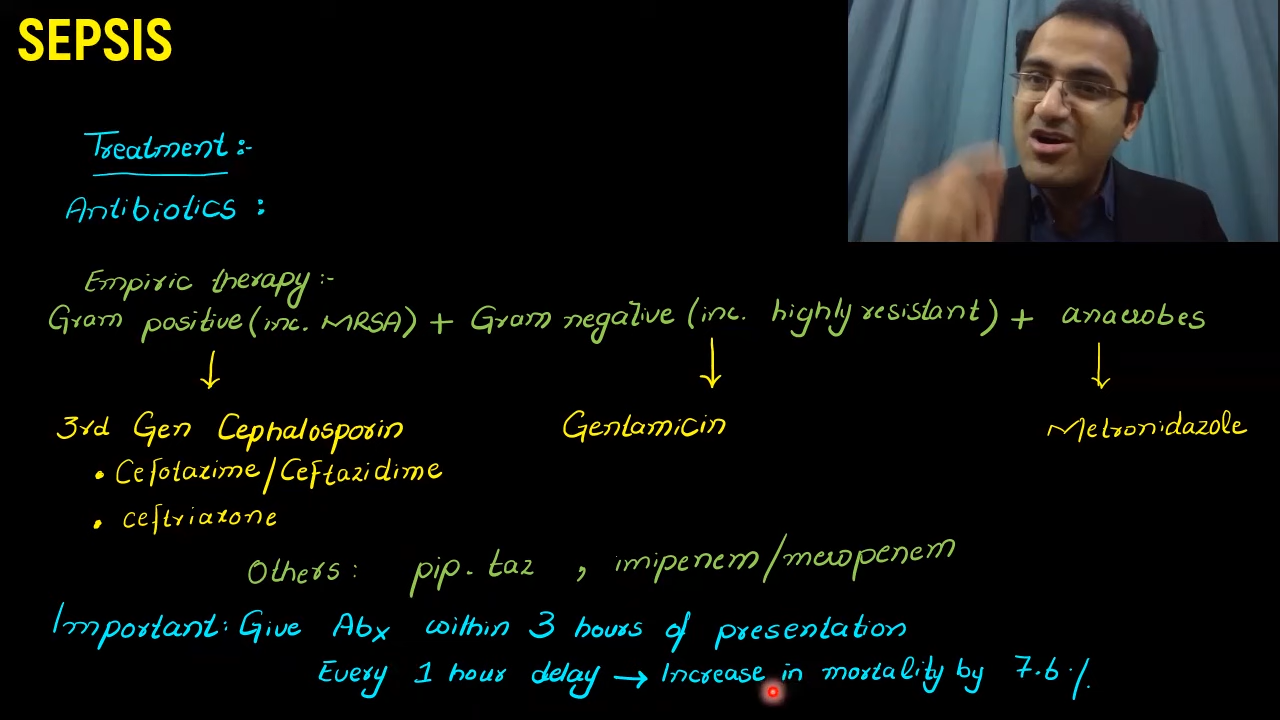 SEPSIS
Treatment :-
Antibiotics :
Empiric therapy :-
Gram positive (inc. MRSA) + Gram negative (inc. highly resistant) + anaerobes
3rd Gen Cephalosporin Gentamicin Metronidazole
• Cefotaxime/Ceftazidime
• ceftriaxone
Others: pip. taz , imipenem/meropenem
Important: Give Abx within 3 hours of presentation
Every 1 hour delay → Increase in mortality by 7.6 %